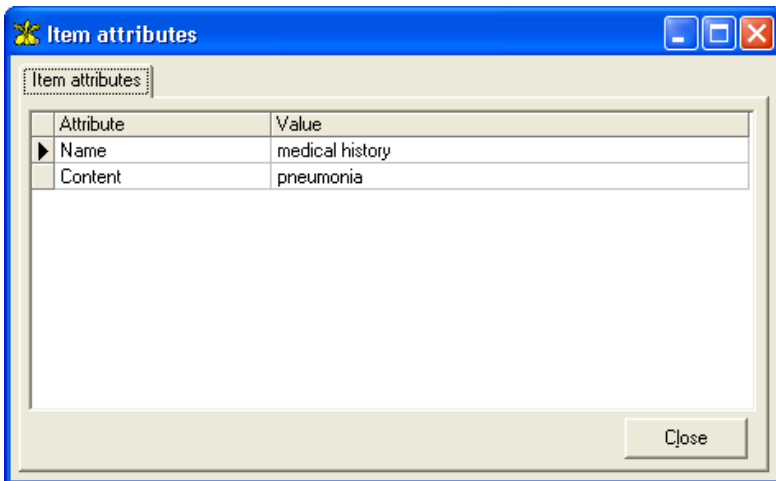 Item attributes
Item attributes
Attribute Value
Name medical history
Content pneumonia
Close